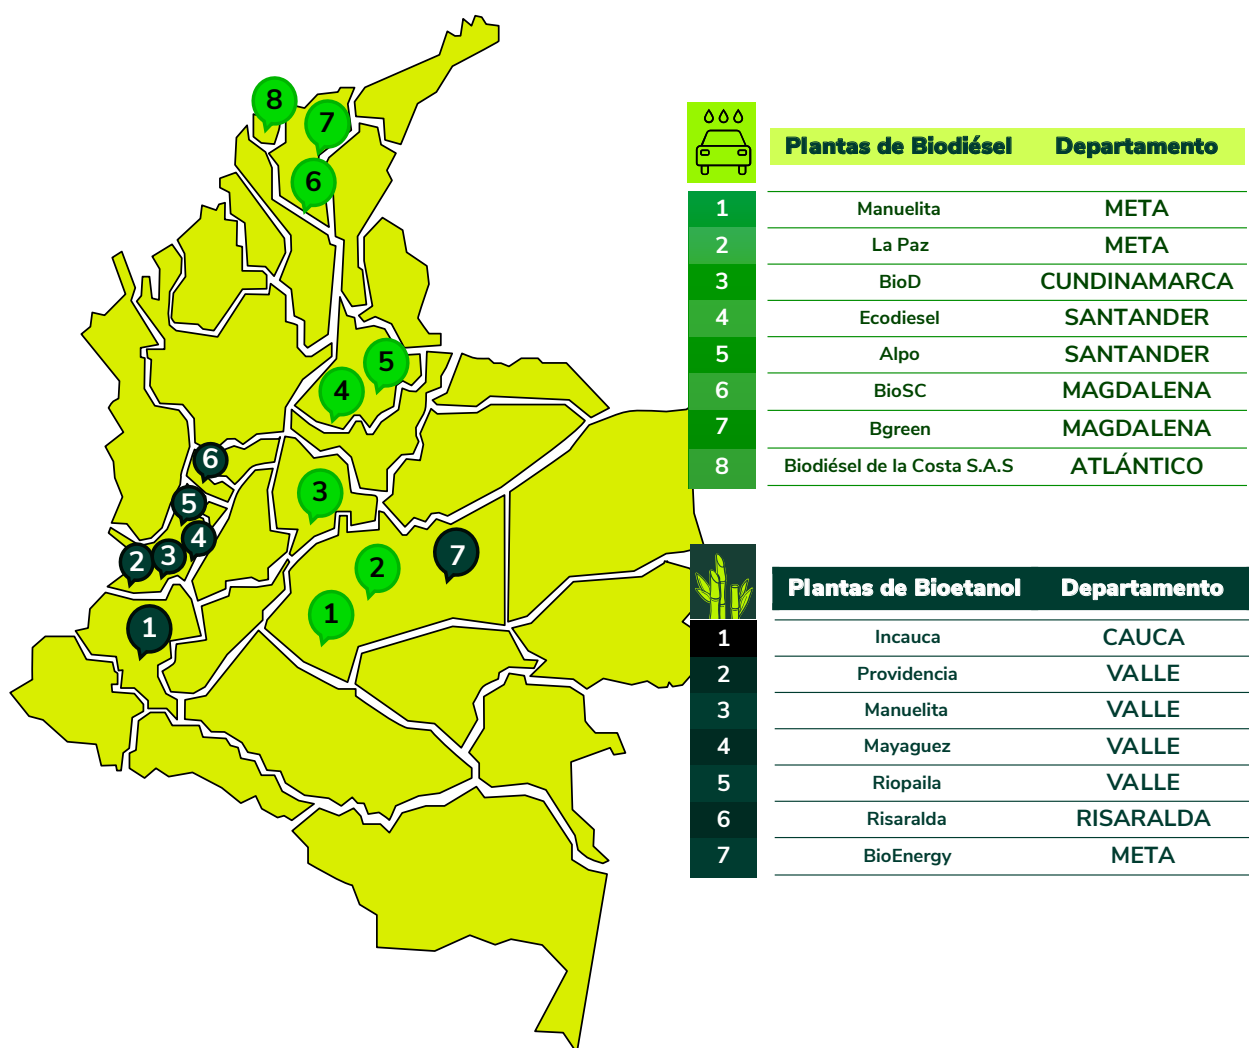 8
7
6
5
4
3
2
1
7
6
5
4
3
2
1
Plantas de Biodiésel Departamento
1 Manuelita META
2 La Paz META
3 BioD CUNDINAMARCA
4 Ecodiesel SANTANDER
5 Alpo SANTANDER
6 BioSC MAGDALENA
7 Bgreen MAGDALENA
8 Biodiésel de la Costa S.A.S ATLÁNTICO
Plantas de Bioetanol Departamento
1 Incauca CAUCA
2 Providencia VALLE
3 Manuelita VALLE
4 Mayaguez VALLE
5 Riopaila VALLE
6 Risaralda RISARALDA
7 BioEnergy META